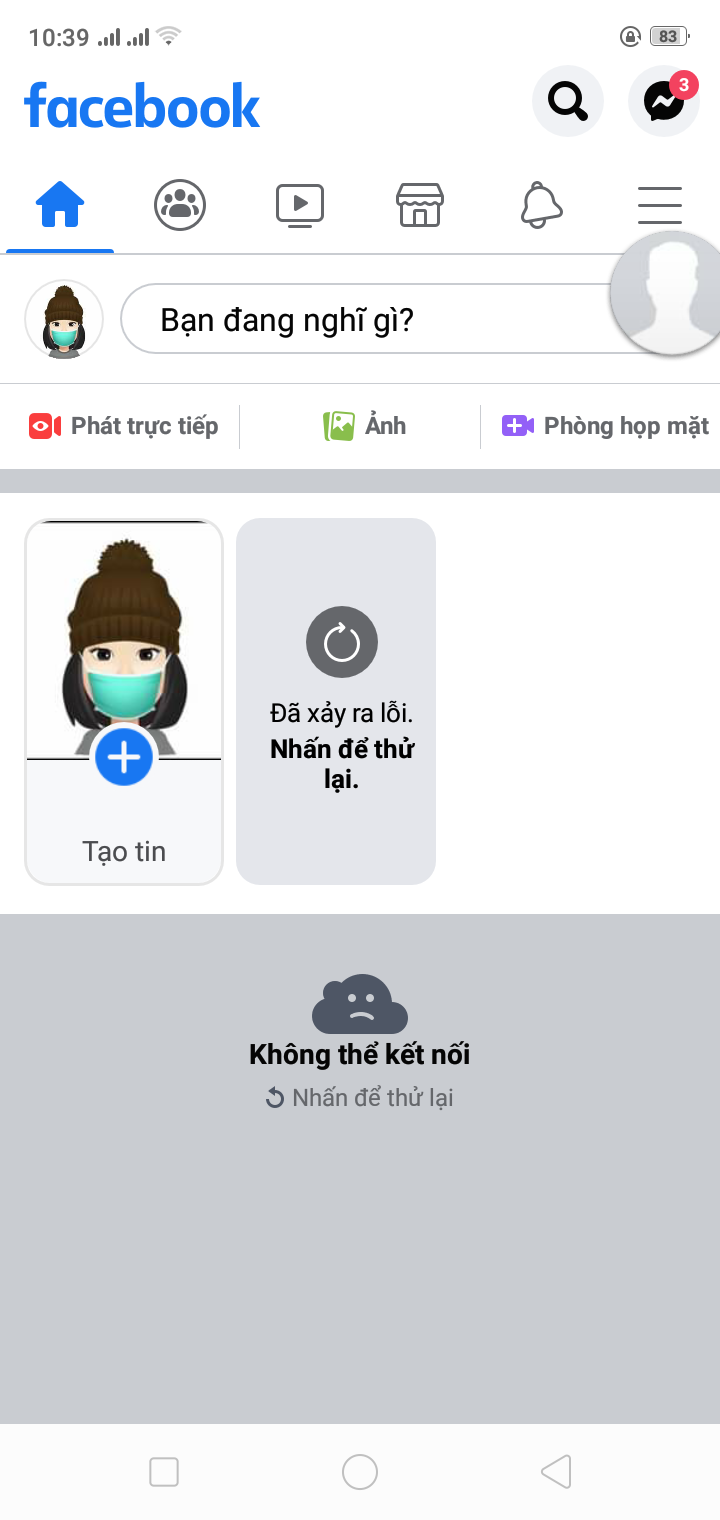 10:39
83
facebook
3
Bạn đang nghĩ gì?
Phát trực tiếp
Ảnh
Phòng họp mặt
Đã xảy ra lỗi.
Nhấn để thử
lại.
Tạo tin
Không thể kết nối
Nhấn để thử lại